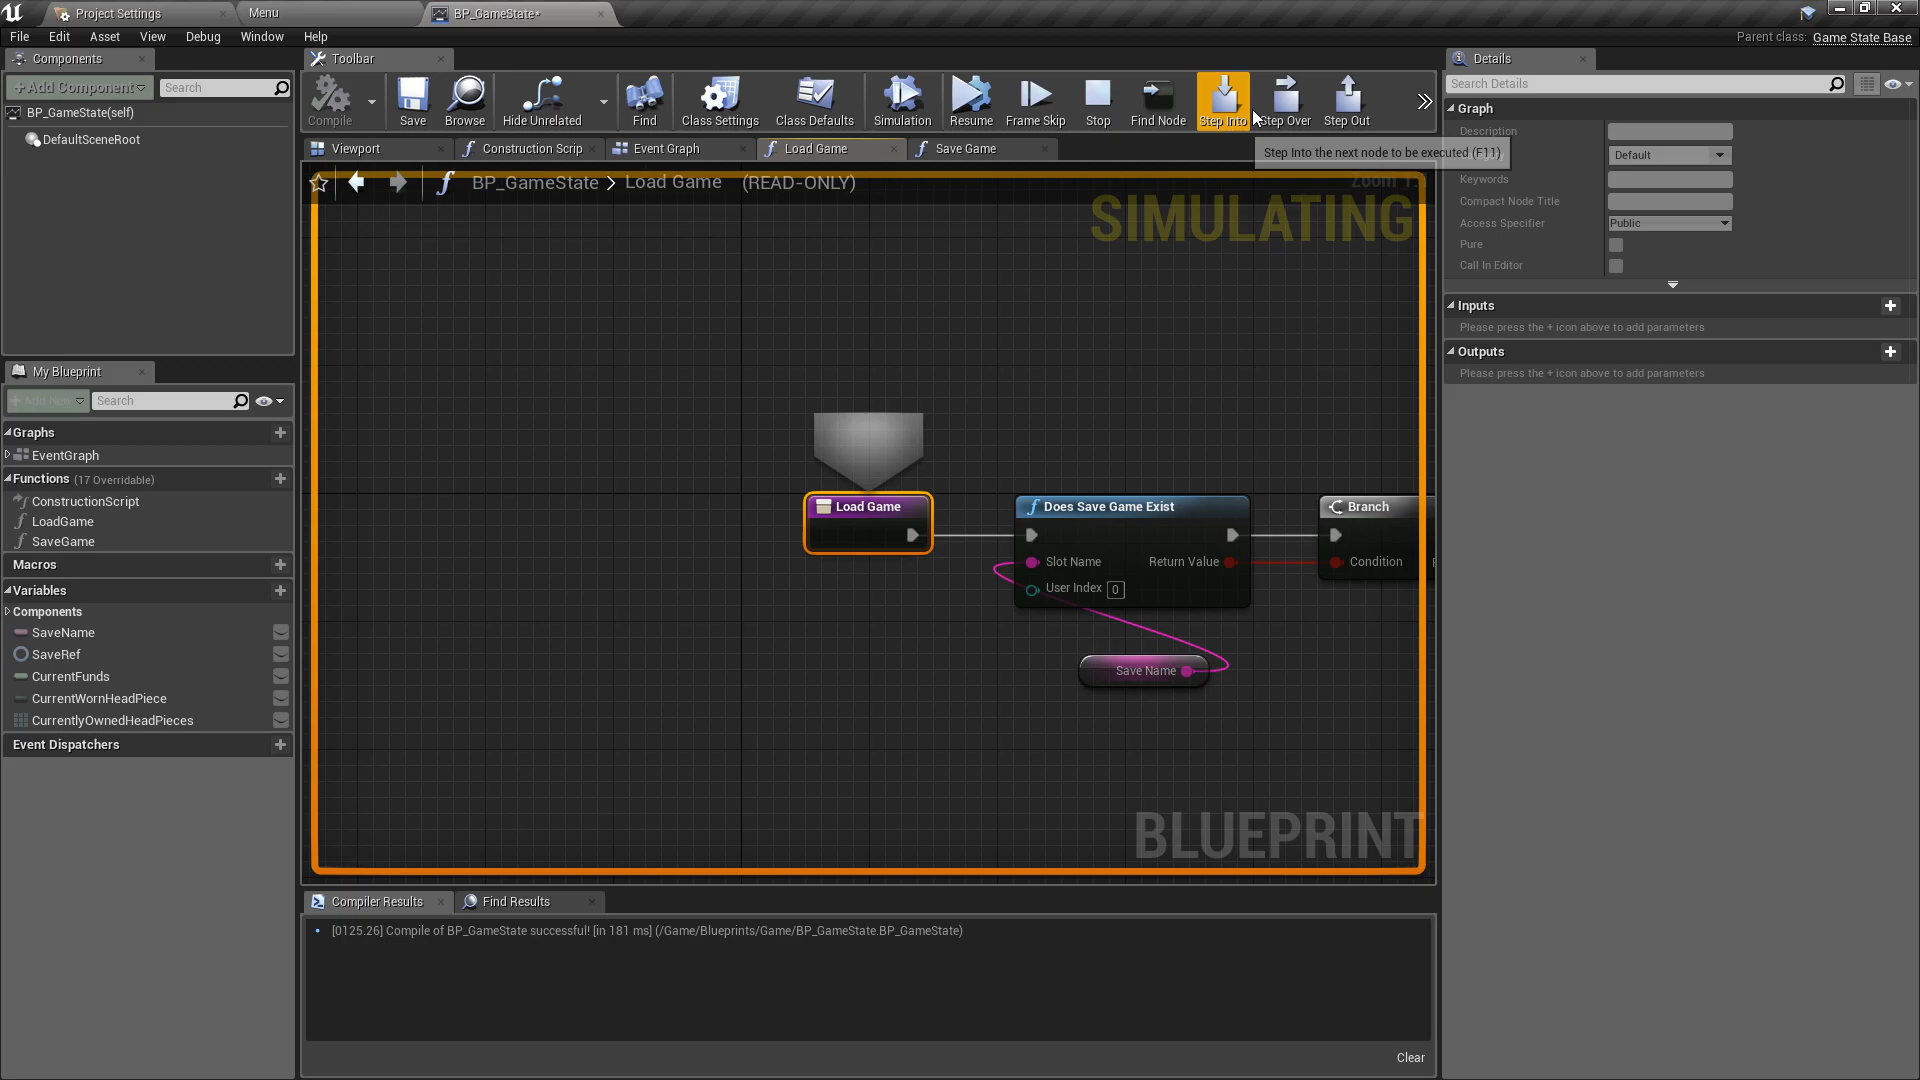 Project Settings
Menu
BP_GameState*
File Edit Asset View Debug Window Help
Parent class: Game State Base
Components
Toolbar
Details
+Add Component
Search
BP_GameState(self)
DefaultSceneRoot
Compile
Save
Browse
Hide Unrelated
Find
Class Settings
Class Defaults
Simulation
Resume
Frame Skip
Stop
Find Node
Step Into
Step Over
Step Out
Viewport
Construction Scrip
Event Graph
Load Game
Save Game
Step Into the next node to be executed (F11)
BP_GameState > Load Game (READ-ONLY)
SIMULATING
Load Game
Does Save Game Exist
Slot Name
Return Value
User Index 0
Branch
Condition
Save Name
BLUEPRINT
Search Details
Graph
Description
Default
Keywords
Compact Node Title
Access Specifier
Public
Pure
Call In Editor
Inputs
Please press the + icon above to add parameters
Outputs
Please press the + icon above to add parameters
My Blueprint
+ Add New
Search
Graphs
EventGraph
Functions (17 Overridable)
ConstructionScript
LoadGame
SaveGame
Macros
Variables
Components
SaveName
SaveRef
CurrentFunds
CurrentWornHeadPiece
CurrentlyOwnedHeadPieces
Event Dispatchers
Compiler Results
Find Results
[0125.26] Compile of BP_GameState successful! [in 181 ms] (/Game/Blueprints/Game/BP_GameState.BP_GameState)
Clear